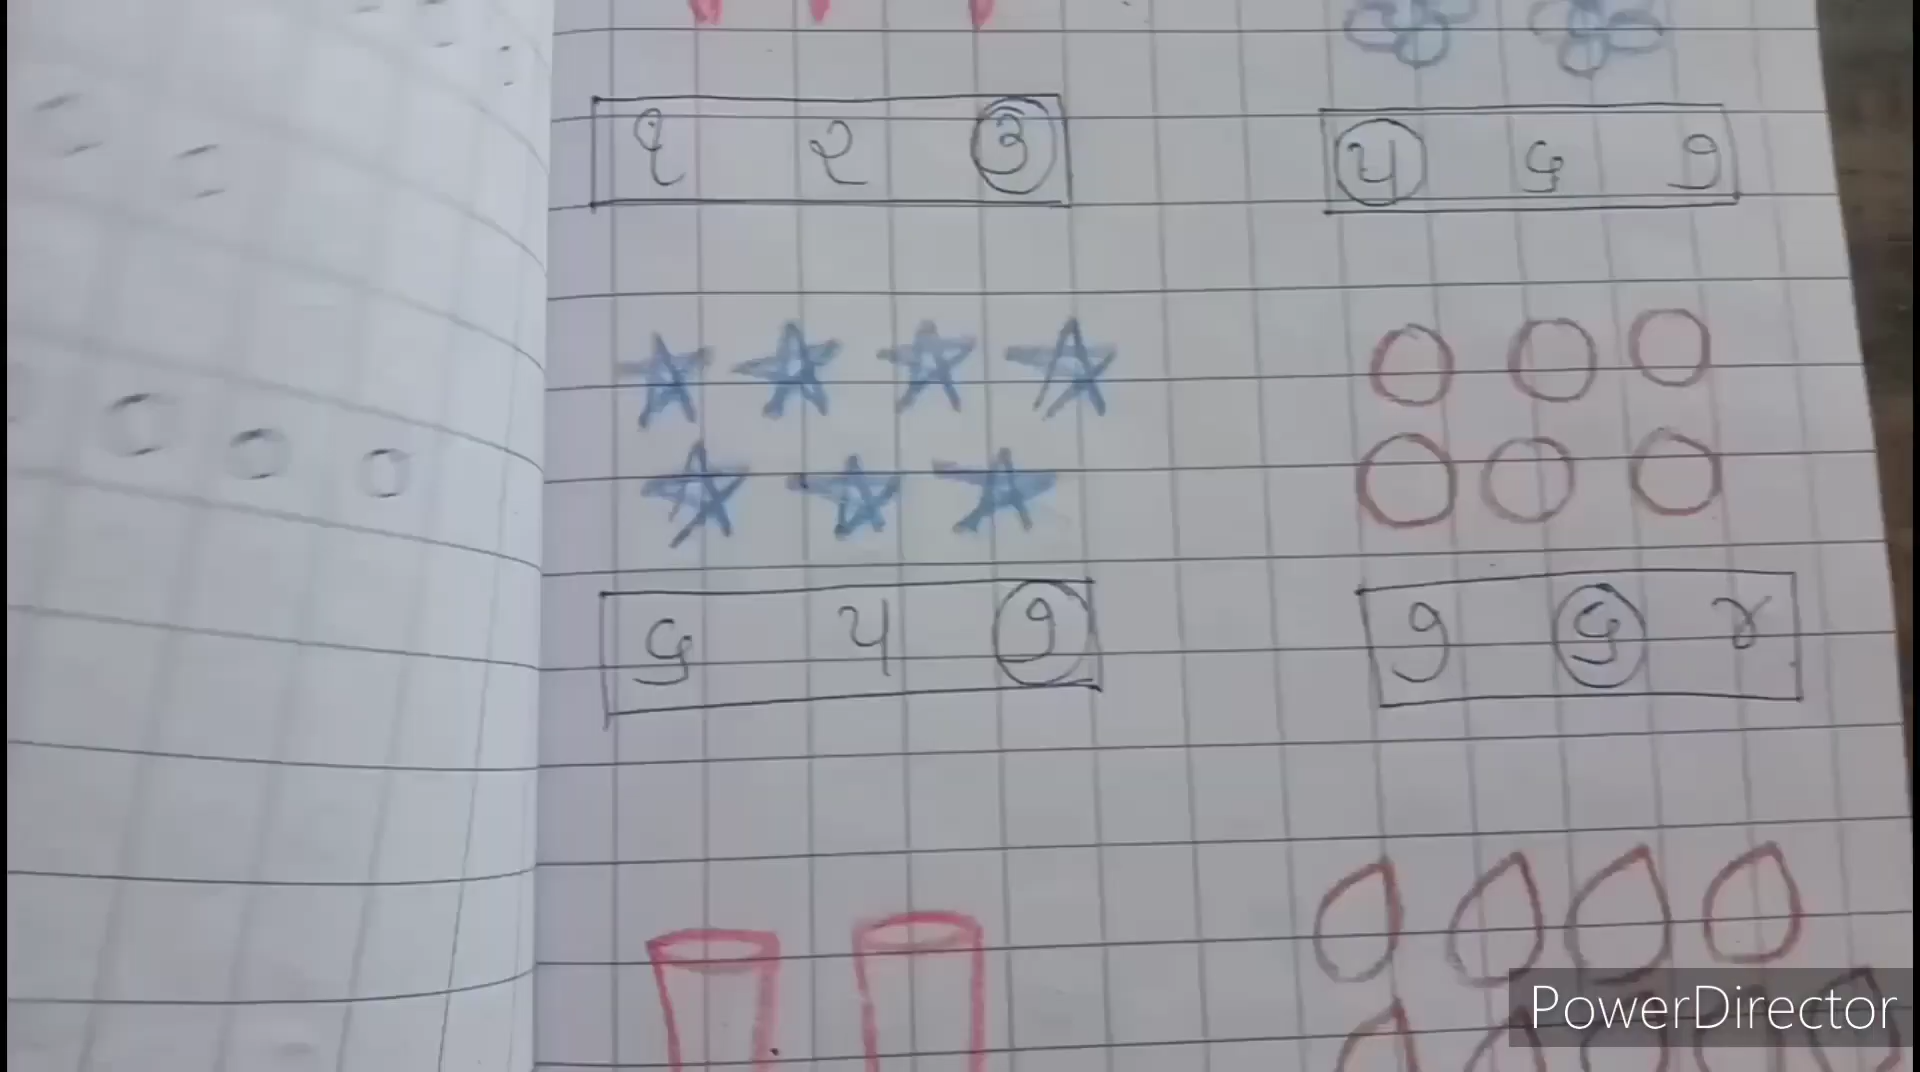 १ २ ३
५ ६ ७
६ ५ ७
७ ६ ४
PowerDirector